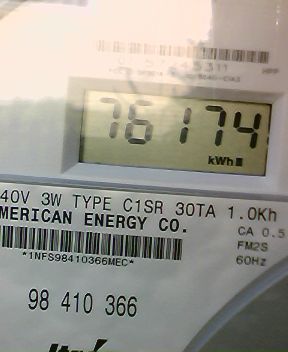 76174
kWh
40V 3W TYPE C1SR 30TA 1.0Kh
MERICAN ENERGY CO.
CA 0.5
FM2S
60Hz
*1NFS98410366MEC*
98 410 366